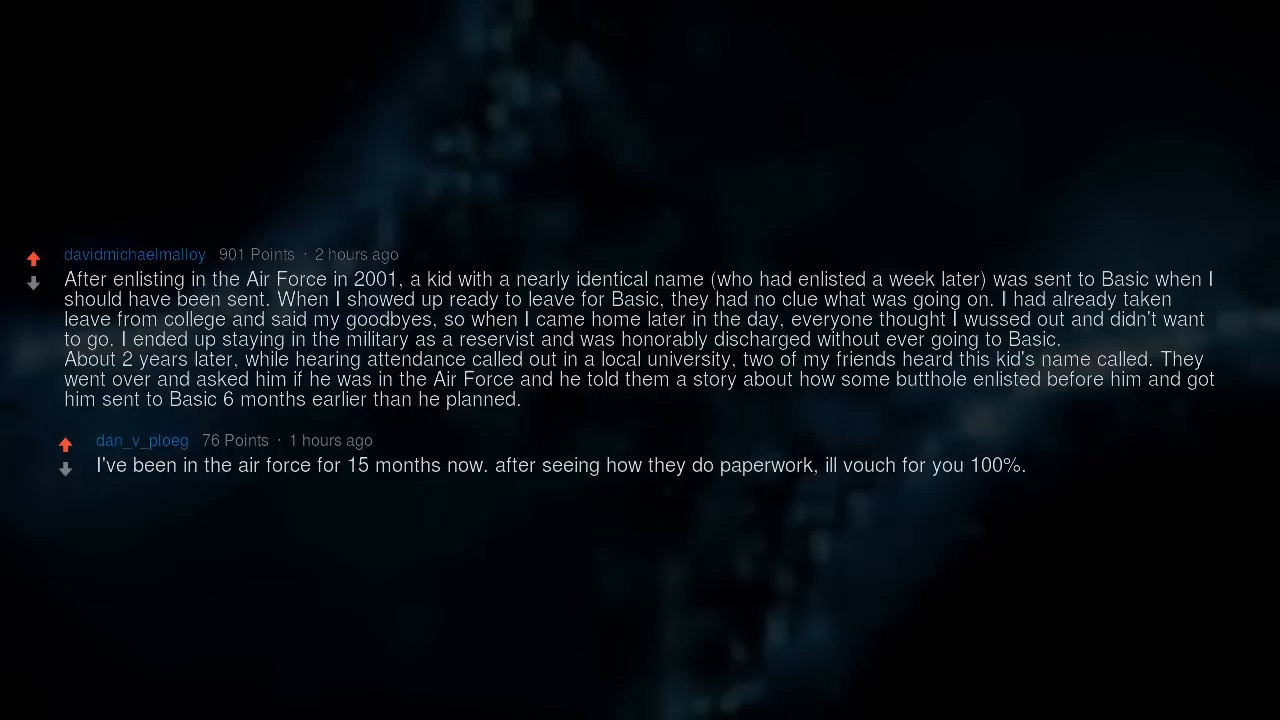 davidmichaelmalloy 901 Points · 2 hours ago
After enlisting in the Air Force in 2001, a kid with a nearly identical name (who had enlisted a week later) was sent to Basic when I
should have been sent. When I showed up ready to leave for Basic, they had no clue what was going on. I had already taken
leave from college and said my goodbyes, so when I came home later in the day, everyone thought I wussed out and didn't want
to go. I ended up staying in the military as a reservist and was honorably discharged without ever going to Basic.
About 2 years later, while hearing attendance called out in a local university, two of my friends heard this kid's name called. They
went over and asked him if he was in the Air Force and he told them a story about how some butthole enlisted before him and got
him sent to Basic 6 months earlier than he planned.
dan_v_ploeg 76 Points · 1 hours ago
I've been in the air force for 15 months now. after seeing how they do paperwork, ill vouch for you 100%.